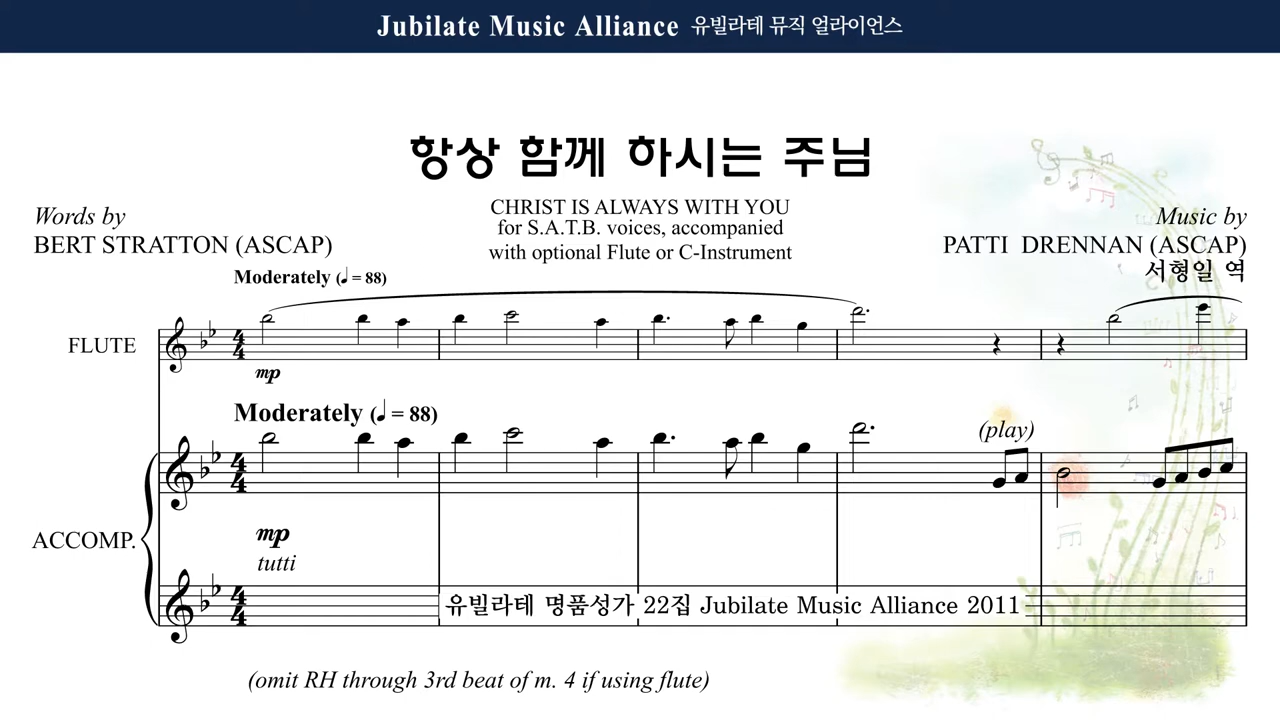 Jubilate Music Alliance 유빌라테 뮤직 얼라이언스
항상 함께 하시는 주님
Words by
BERT STRATTON (ASCAP)
CHRIST IS ALWAYS WITH YOU
for S.A.T.B. voices, accompanied
with optional Flute or C-Instrument
Music by
PATTI DRENNAN (ASCAP)
서형일 역
Moderately (♩= 88)
FLUTE
mp
Moderately (♩= 88)
(play)
ACCOMP.
mp
tutti
유빌라테 명품성가 22집 Jubilate Music Alliance 2011
(omit RH through 3rd beat of m. 4 if using flute)